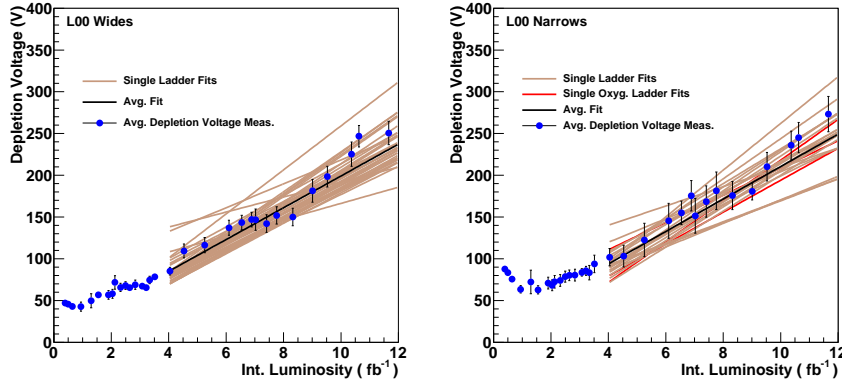 L00 Wides
Depletion Voltage (V)
400
350
300
250
200
150
100
50
0
Single Ladder Fits
Avg. Fit
Avg. Depletion Voltage Meas.
0 2 4 6 8 10 12
Int. Luminosity ( fb-1)
L00 Narrows
Depletion Voltage (V)
400
350
300
250
200
150
100
50
0
Single Ladder Fits
Single Oxyg. Ladder Fits
Avg. Fit
Avg. Depletion Voltage Meas.
0 2 4 6 8 10 12
Int. Luminosity ( fb-1)